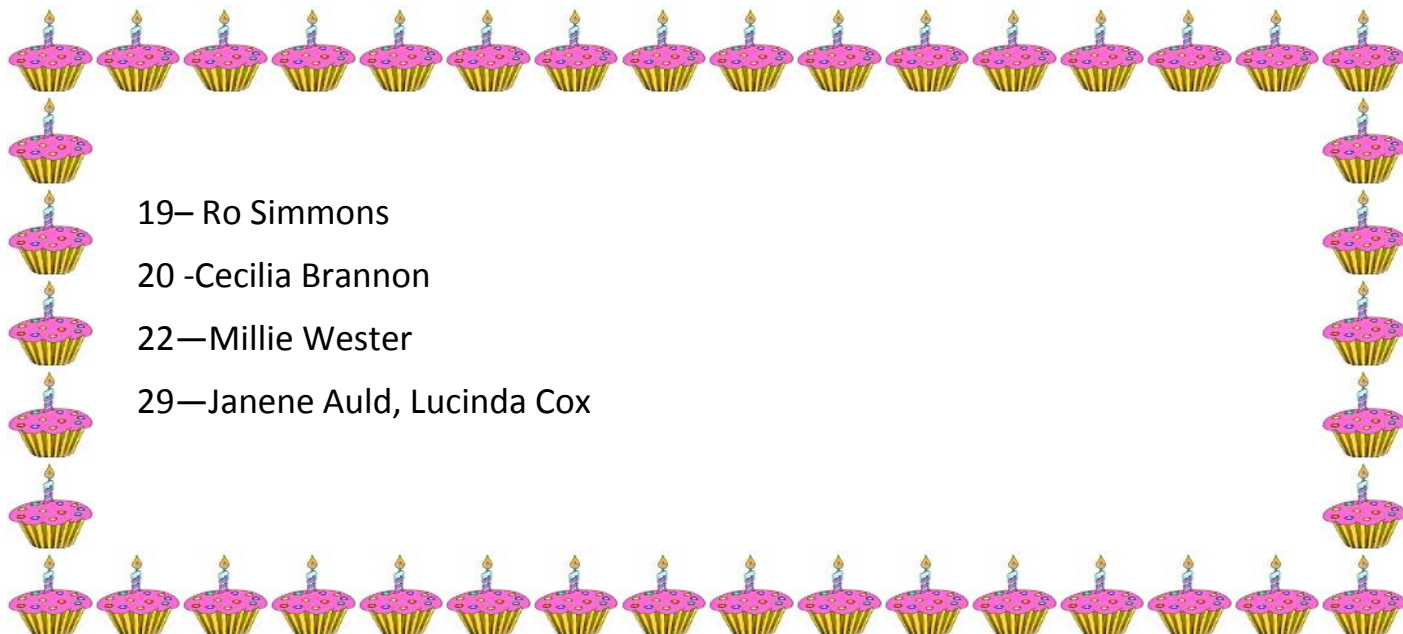 19– Ro Simmons
20 -Cecilia Brannon
22—Millie Wester
29—Janene Auld, Lucinda Cox